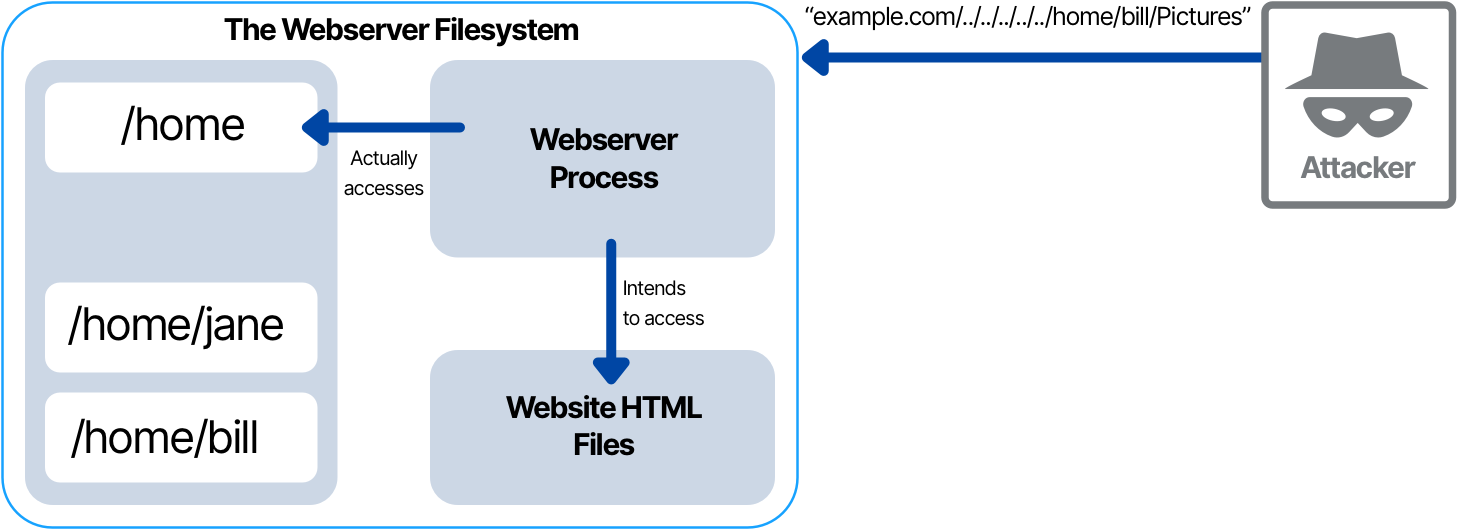 The Webserver Filesystem
“example.com/../../../../../home/bill/Pictures”
/home
Actually
accesses
Webserver
Process
Attacker
Intends
to access
/home/jane
/home/bill
Website HTML
Files